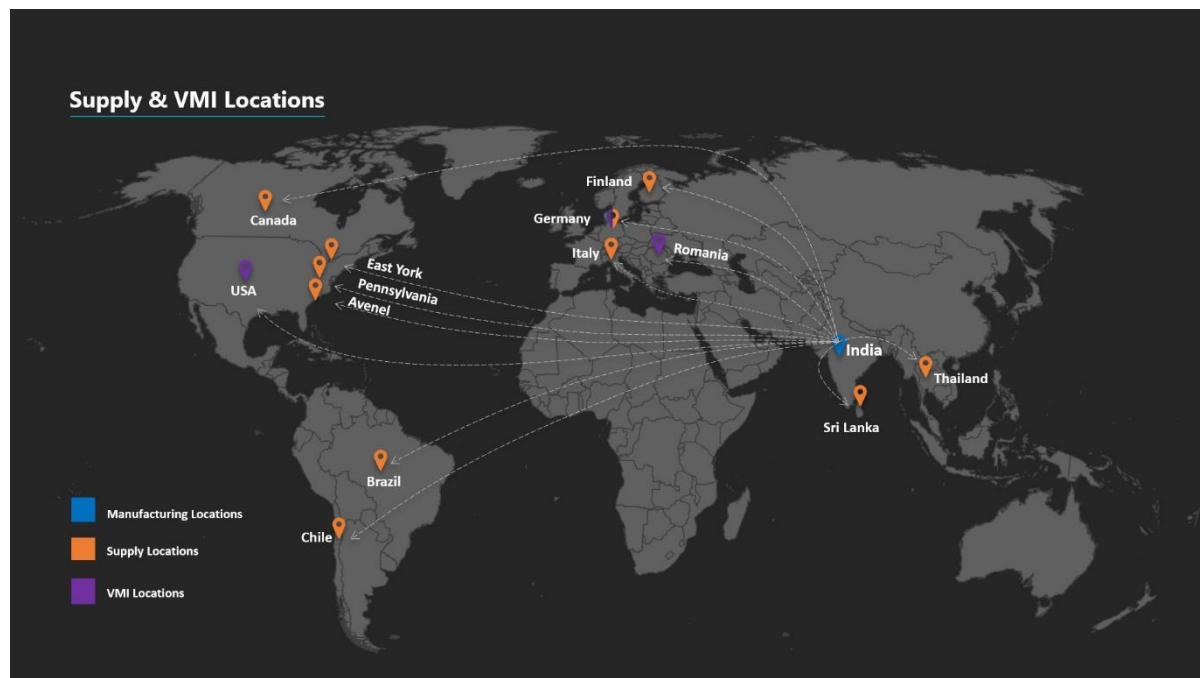 Supply & VMI Locations
Finland
Canada
Germany
Italy
Romania
East York
USA
Pennsylvania
Avenel
India
Thailand
Sri Lanka
Brazil
Manufacturing Locations
Chile
Supply Locations
VMI Locations